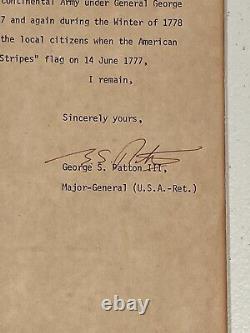 continental Army under General George
7 and again during the Winter of 1778
the local citizens when the American
Stripes" flag on 14 June 1777,
I remain,
Sincerely yours,
George S. Patton III,
Major-General (U.S.A.-Ret.)